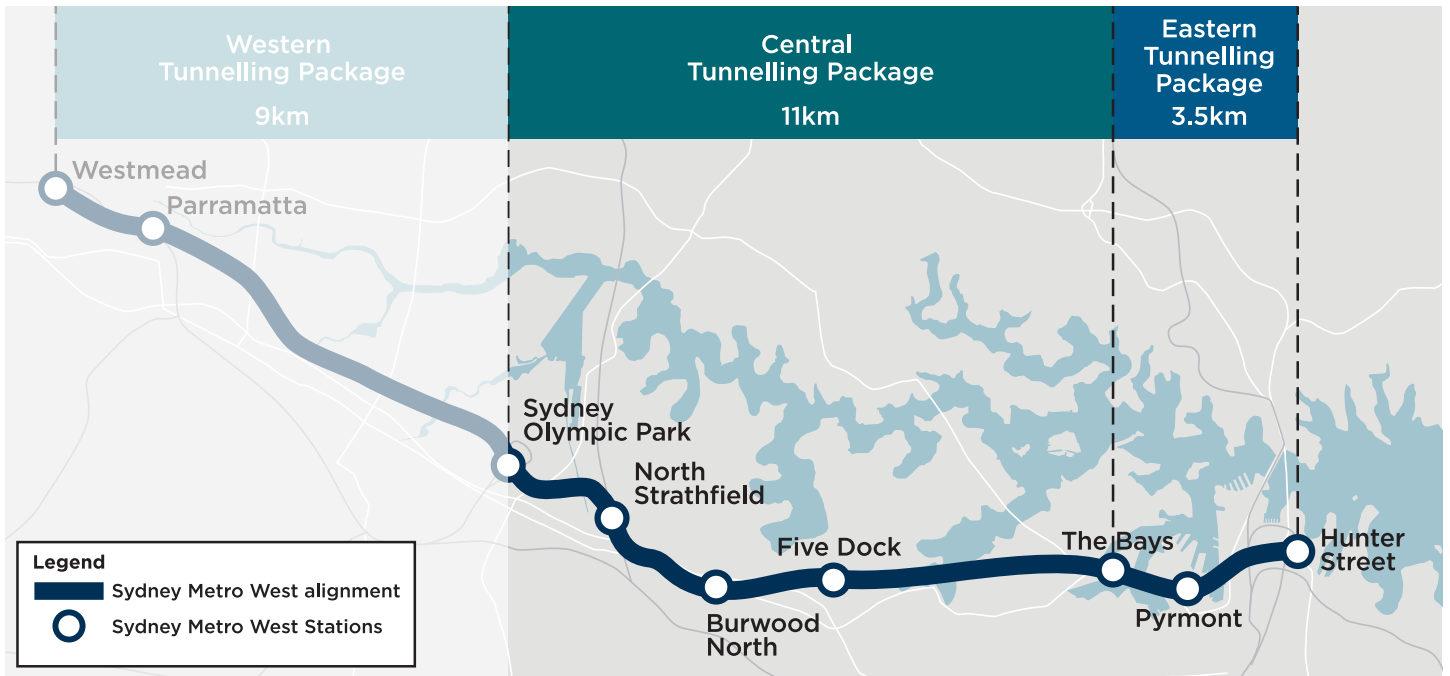 Western
Tunnelling Package
9km
Central
Tunnelling Package
11km
Eastern
Tunnelling
Package
3.5km
Westmead
Parramatta
Sydney
Olympic Park
North
Strathfield
Five Dock
The Bays
Hunter
Street
Burwood
North
Pyrmont
Legend
Sydney Metro West alignment
Sydney Metro West Stations